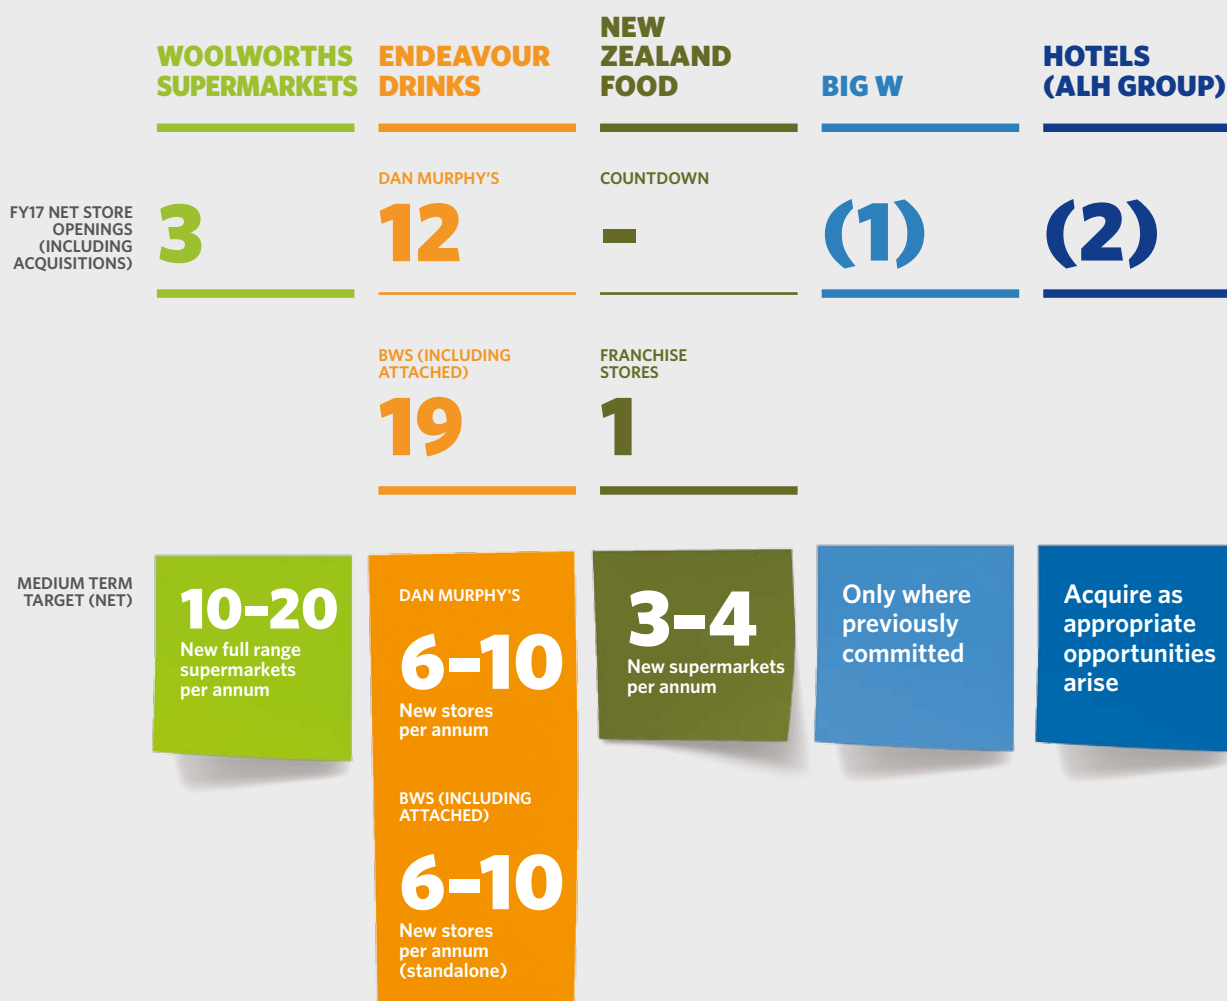 WOOLWORTHS
SUPERMARKETS
ENDEAVOUR
DRINKS
NEW
ZEALAND
FOOD
BIG W
HOTELS
(ALH GROUP)
FY17 NET STORE
OPENINGS
(INCLUDING
ACQUISITIONS)
3
DAN MURPHY'S
12
COUNTDOWN
–
(1)
(2)
BWS (INCLUDING
ATTACHED)
19
FRANCHISE
STORES
1
MEDIUM TERM
TARGET (NET)
10–20
New full range
supermarkets
per annum
DAN MURPHY'S
6–10
New stores
per annum
BWS (INCLUDING
ATTACHED)
6–10
New stores
per annum
(standalone)
3–4
New supermarkets
per annum
Only where
previously
committed
Acquire as
appropriate
opportunities
arise